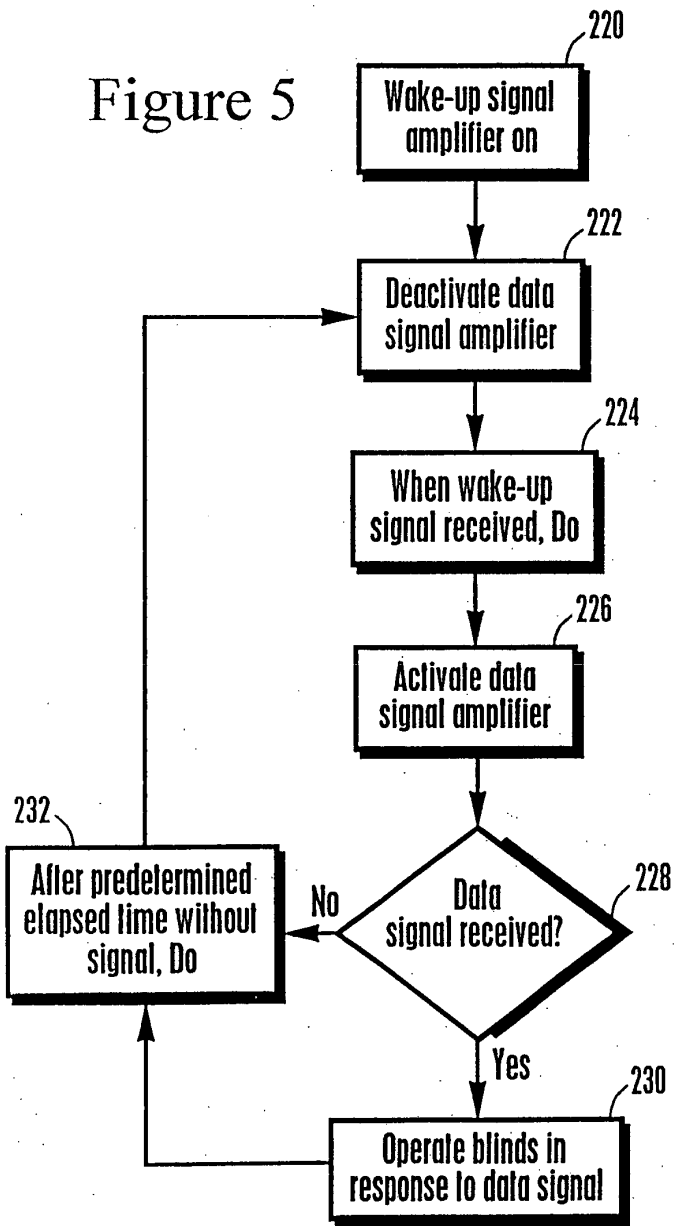 Figure 5
220
Wake-up signal
amplifier on
222
Deactivate data
signal amplifier
224
When wake-up
signal received, Do
226
Activate data
signal amplifier
228
Data
signal received?
No
Yes
232
After predetermined
elapsed time without
signal, Do
230
Operate blinds in
response to data signal